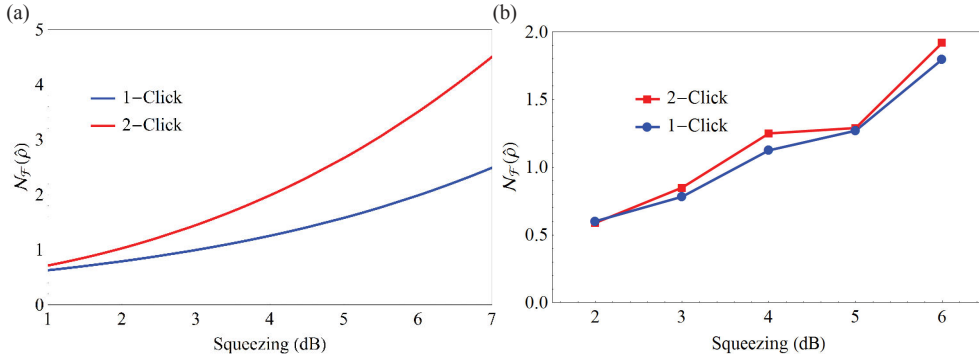 (a)
5
4
3
2
1
0
𝒩_ℱ(ρ̂)
1−Click
2−Click
1 2 3 4 5 6 7
Squeezing (dB)
(b)
2.0
1.5
1.0
0.5
0.0
𝒩_ℱ(ρ̂)
2−Click
1−Click
2 3 4 5 6
Squeezing (dB)